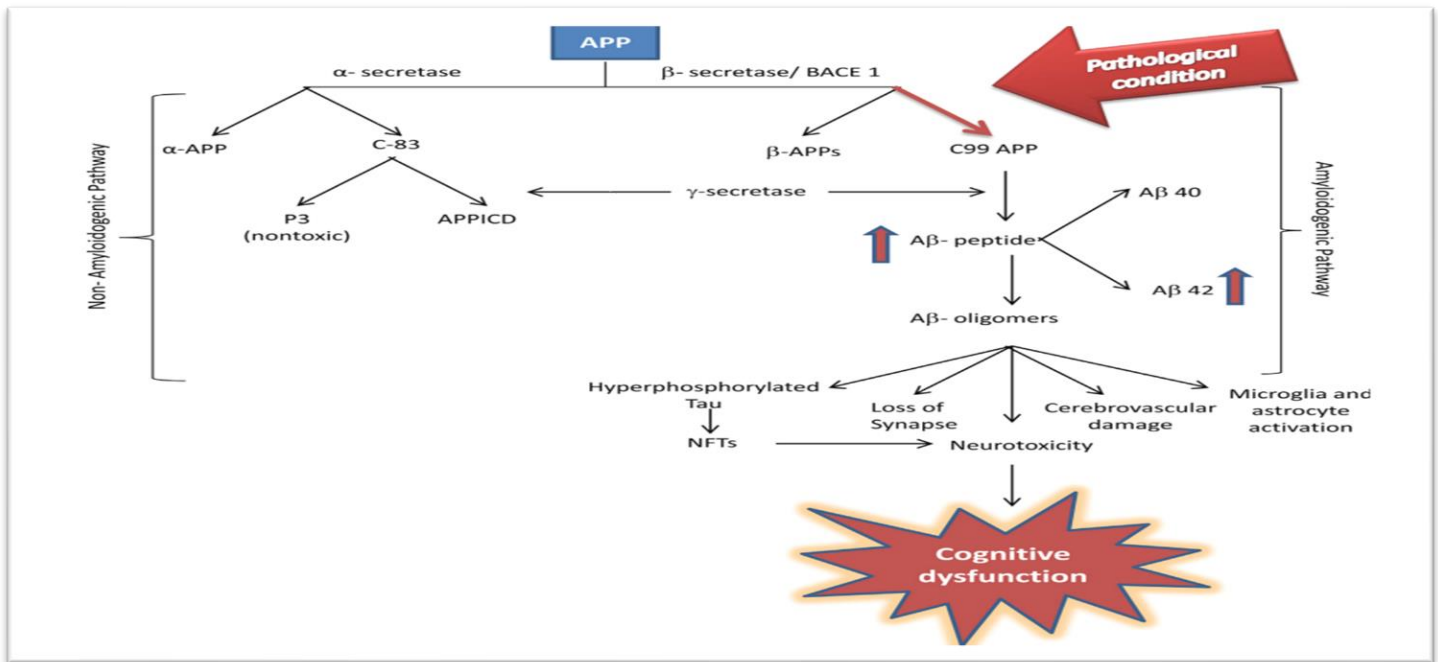 APP
α- secretase
β- secretase/ BACE 1
Pathological
condition
α-APP
C-83
β-APPs
C99 APP
γ-secretase
Aβ 40
P3
(nontoxic)
APPICD
Aβ- peptide
Aβ 42
Aβ- oligomers
Non- Amyloidogenic Pathway
Amyloidogenic Pathway
Hyperphosphorylated
Tau
Loss of
Synapse
Cerebrovascular
damage
Microglia and
astrocyte
activation
NFTs
Neurotoxicity
Cognitive
dysfunction